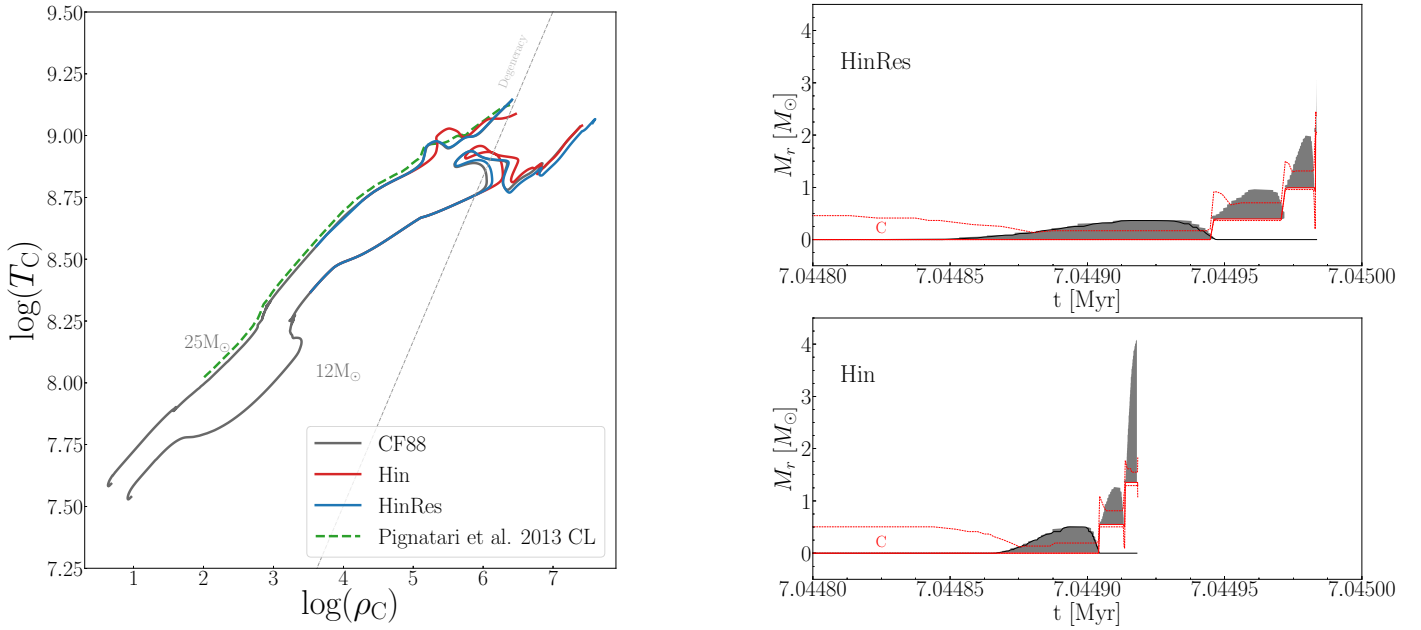 9.50
9.25
9.00
8.75
8.50
8.25
8.00
7.75
7.50
7.25
log(T_C)
Degeneracy
25M⊙
12M⊙
CF88
Hin
HinRes
Pignatari et al. 2013 CL
1 2 3 4 5 6 7
log(ρ_C)
HinRes
4
3
2
1
0
M_r [M⊙]
C
7.04480 7.04485 7.04490 7.04495 7.04500
t [Myr]
Hin
4
3
2
1
0
M_r [M⊙]
C
7.04480 7.04485 7.04490 7.04495 7.04500
t [Myr]